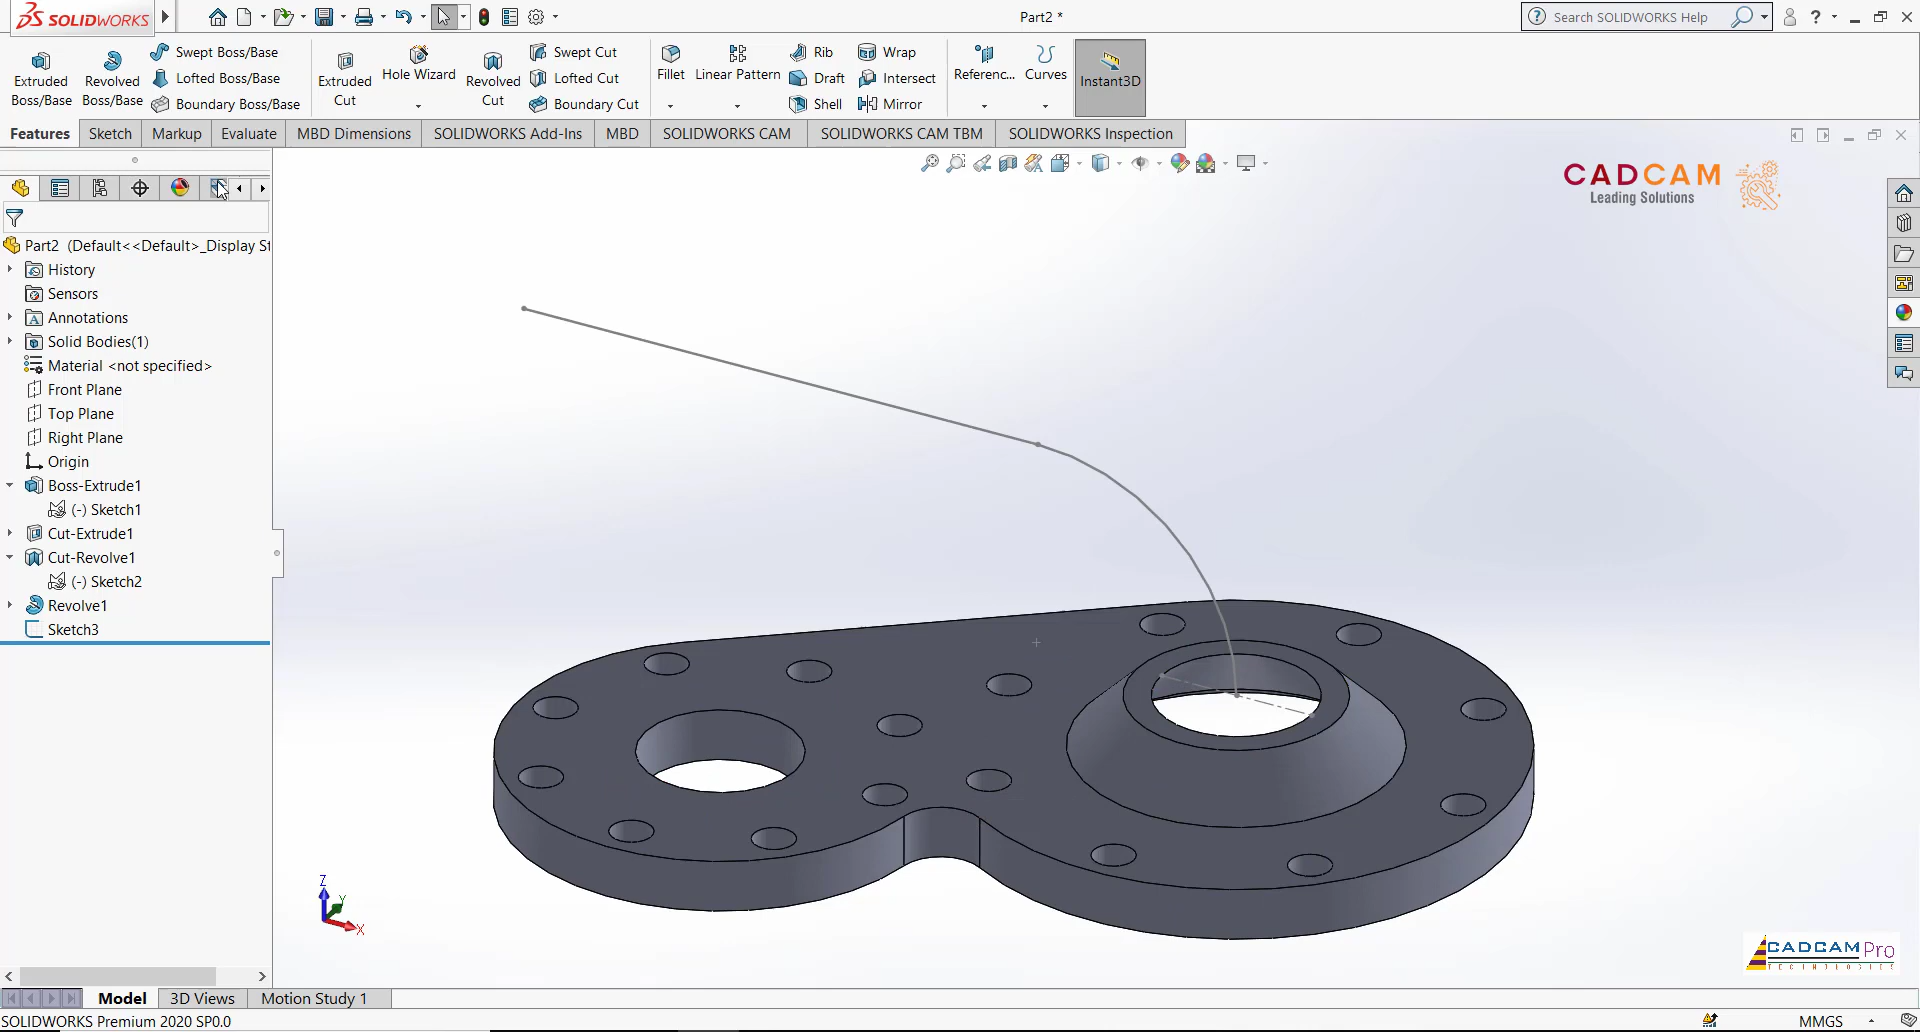 SOLIDWORKS
Part2 *
Search SOLIDWORKS Help
Extruded Boss/Base
Revolved Boss/Base
Swept Boss/Base
Lofted Boss/Base
Boundary Boss/Base
Extruded Cut
Hole Wizard
Revolved Cut
Swept Cut
Lofted Cut
Boundary Cut
Fillet
Linear Pattern
Rib
Draft
Shell
Wrap
Intersect
Mirror
Referenc...
Curves
Instant3D
Features
Sketch
Markup
Evaluate
MBD Dimensions
SOLIDWORKS Add-Ins
MBD
SOLIDWORKS CAM
SOLIDWORKS CAM TBM
SOLIDWORKS Inspection
CADCAM
Leading Solutions
Part2 (Default<<Default>_Display St
History
Sensors
Annotations
Solid Bodies(1)
Material <not specified>
Front Plane
Top Plane
Right Plane
Origin
Boss-Extrude1
(-) Sketch1
Cut-Extrude1
Cut-Revolve1
(-) Sketch2
Revolve1
Sketch3
Z
Y
X
CADCAM Pro
Model
3D Views
Motion Study 1
SOLIDWORKS Premium 2020 SP0.0
MMGS